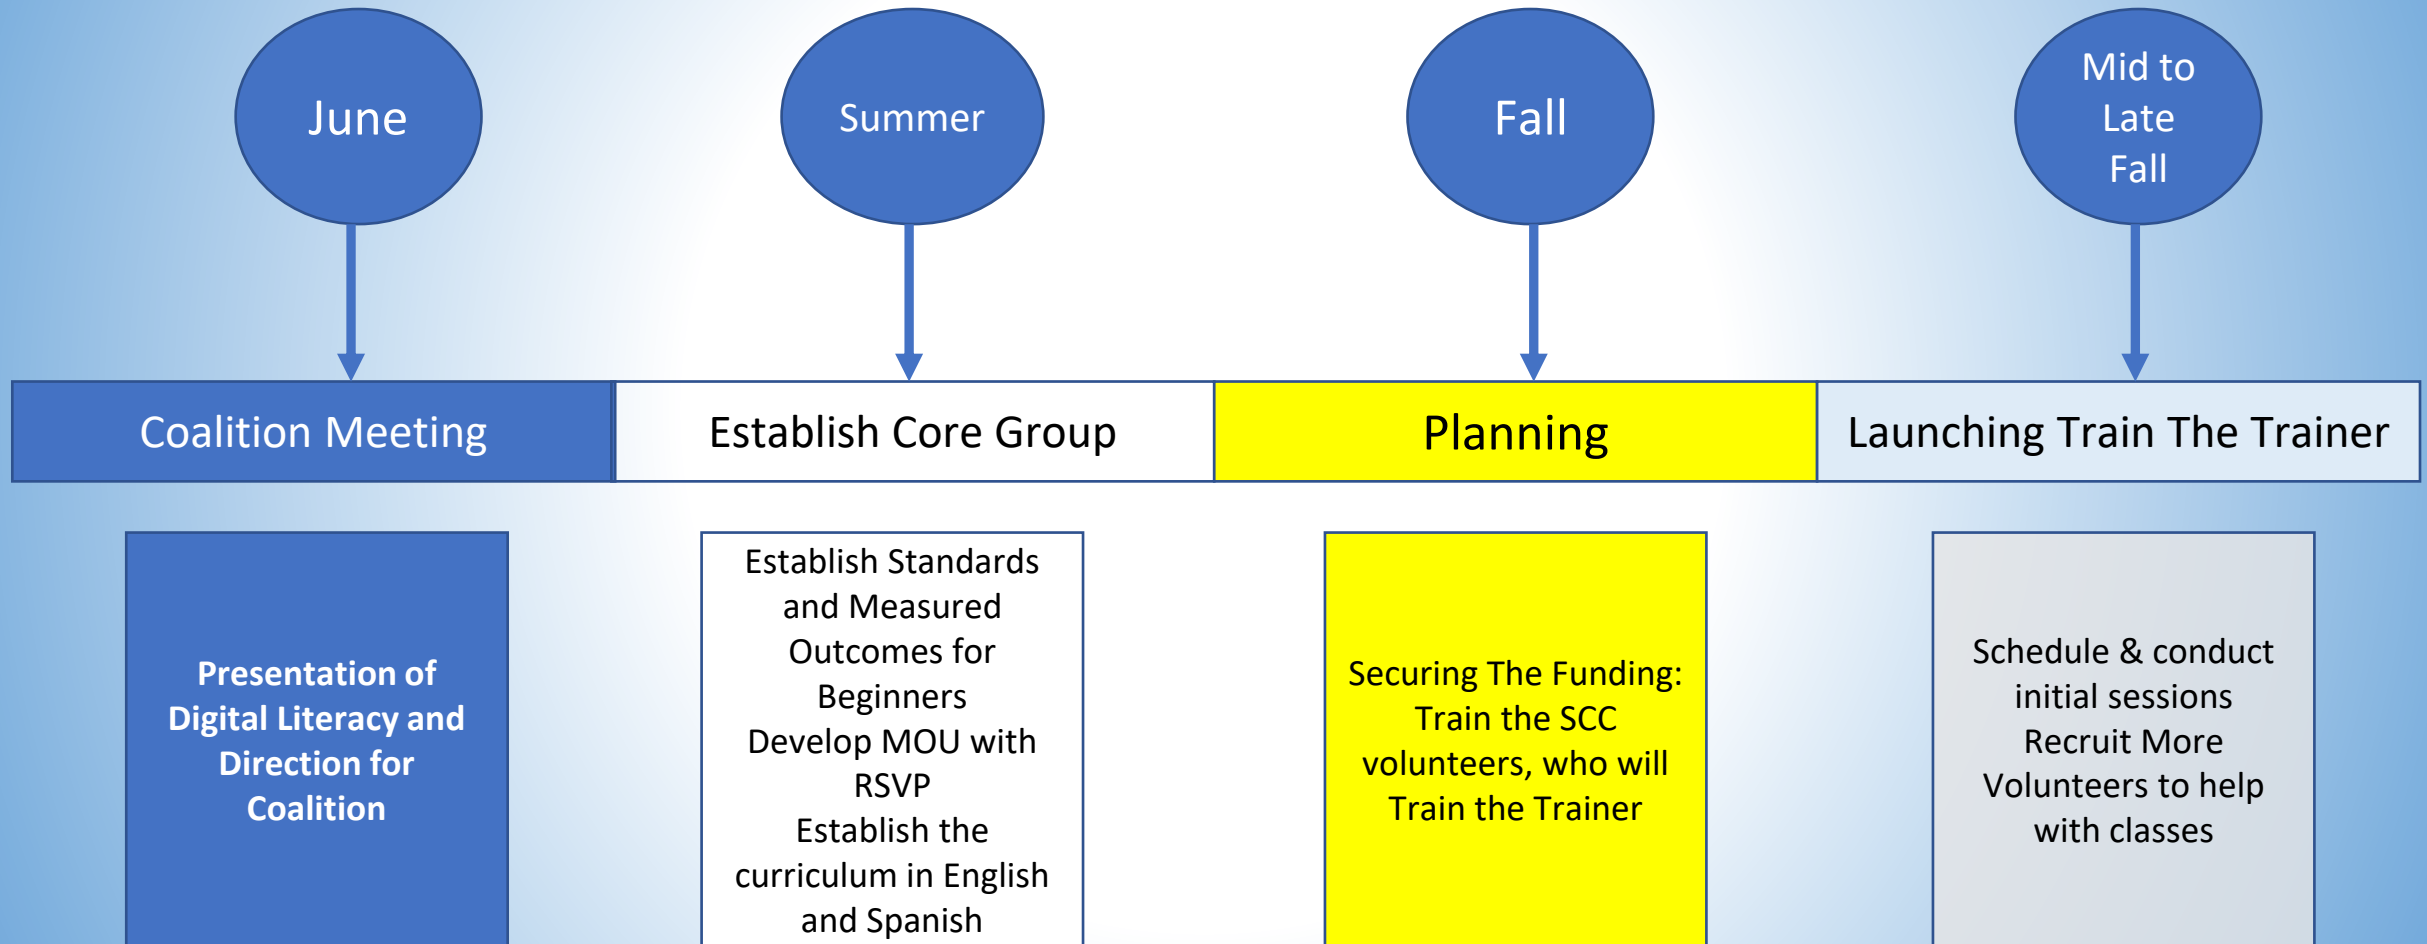 June
Summer
Fall
Mid to
Late
Fall
Coalition Meeting
Establish Core Group
Planning
Launching Train The Trainer
Presentation of
Digital Literacy and
Direction for
Coalition
Establish Standards
and Measured
Outcomes for
Beginners
Develop MOU with
RSVP
Establish the
curriculum in English
and Spanish
Securing The Funding:
Train the SCC
volunteers, who will
Train the Trainer
Schedule & conduct
initial sessions
Recruit More
Volunteers to help
with classes